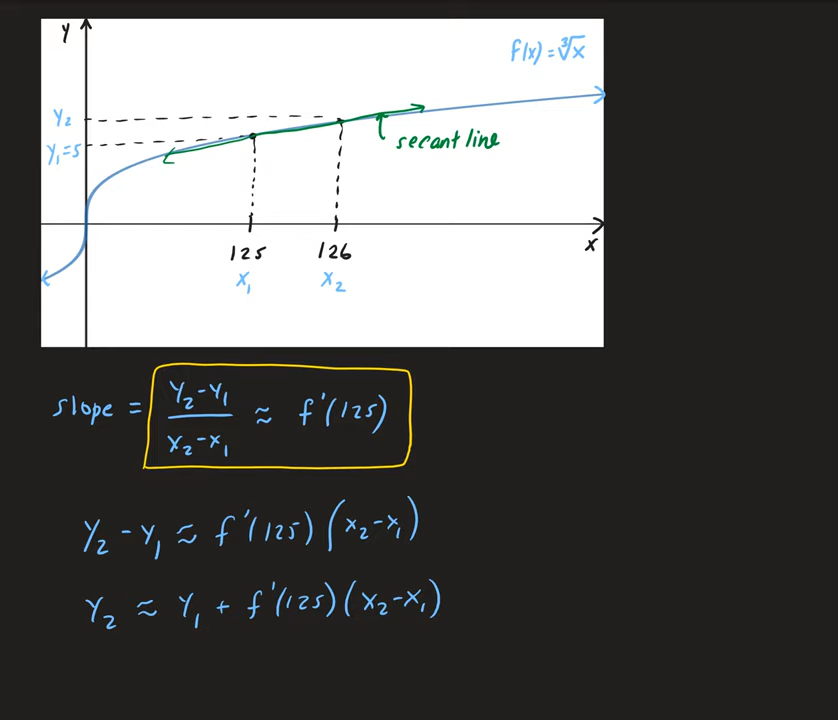 y
f(x) = ∛x
y₂
y₁=5
secant line
125 126
x
x₁ x₂
slope = (y₂-y₁)/(x₂-x₁) ≈ f'(125)
y₂ - y₁ ≈ f'(125)(x₂-x₁)
y₂ ≈ y₁ + f'(125)(x₂-x₁)